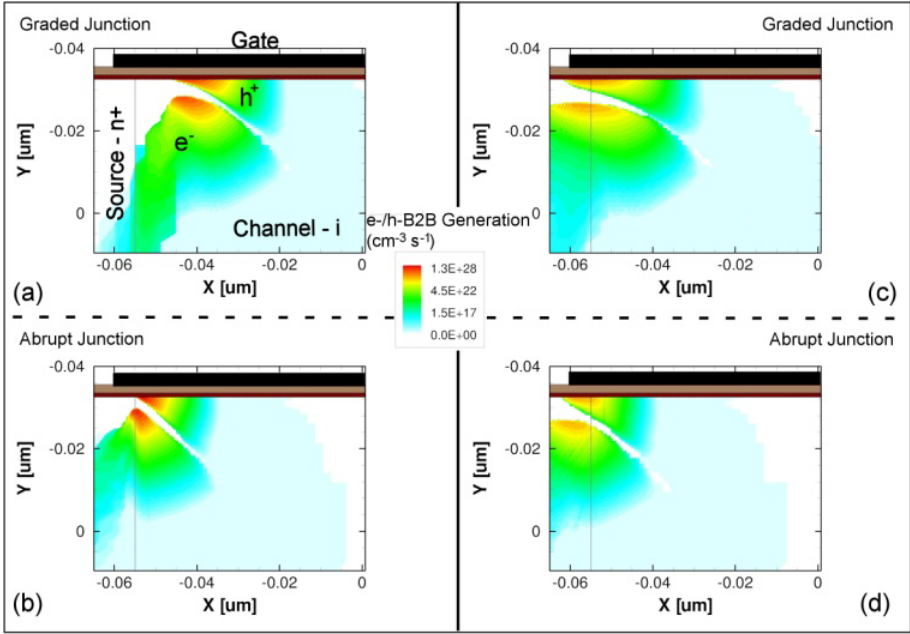 Graded Junction
Gate
-0.04
h+
-0.02
e-
Source - n+
Y [um]
0
Channel - i
-0.06
-0.04
-0.02
0
X [um]
(a)
Graded Junction
-0.04
-0.02
Y [um]
0
-0.06
-0.04
-0.02
0
X [um]
(c)
e-/h-B2B Generation
(cm-3 s-1)
1.3E+28
4.5E+22
1.5E+17
0.0E+00
Abrupt Junction
-0.04
-0.02
Y [um]
0
-0.06
-0.04
-0.02
0
X [um]
(b)
Abrupt Junction
-0.04
-0.02
Y [um]
0
-0.06
-0.04
-0.02
0
X [um]
(d)